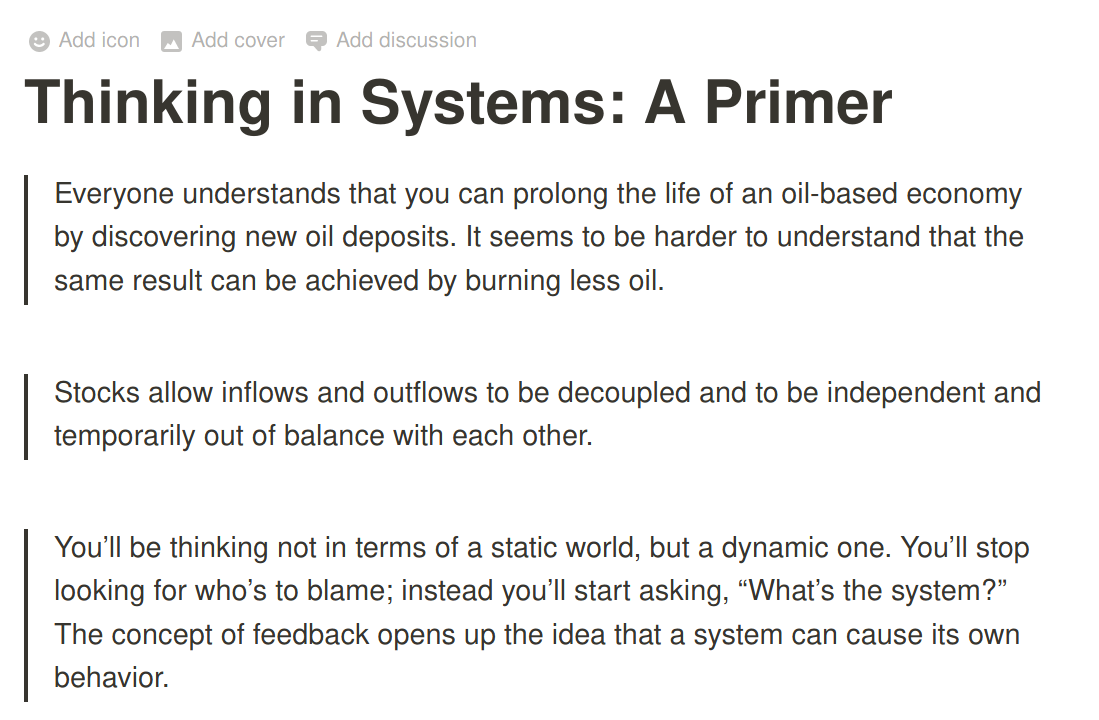 Add icon Add cover Add discussion
Thinking in Systems: A Primer
Everyone understands that you can prolong the life of an oil-based economy
by discovering new oil deposits. It seems to be harder to understand that the
same result can be achieved by burning less oil.
Stocks allow inflows and outflows to be decoupled and to be independent and
temporarily out of balance with each other.
You’ll be thinking not in terms of a static world, but a dynamic one. You’ll stop
looking for who’s to blame; instead you’ll start asking, “What’s the system?”
The concept of feedback opens up the idea that a system can cause its own
behavior.